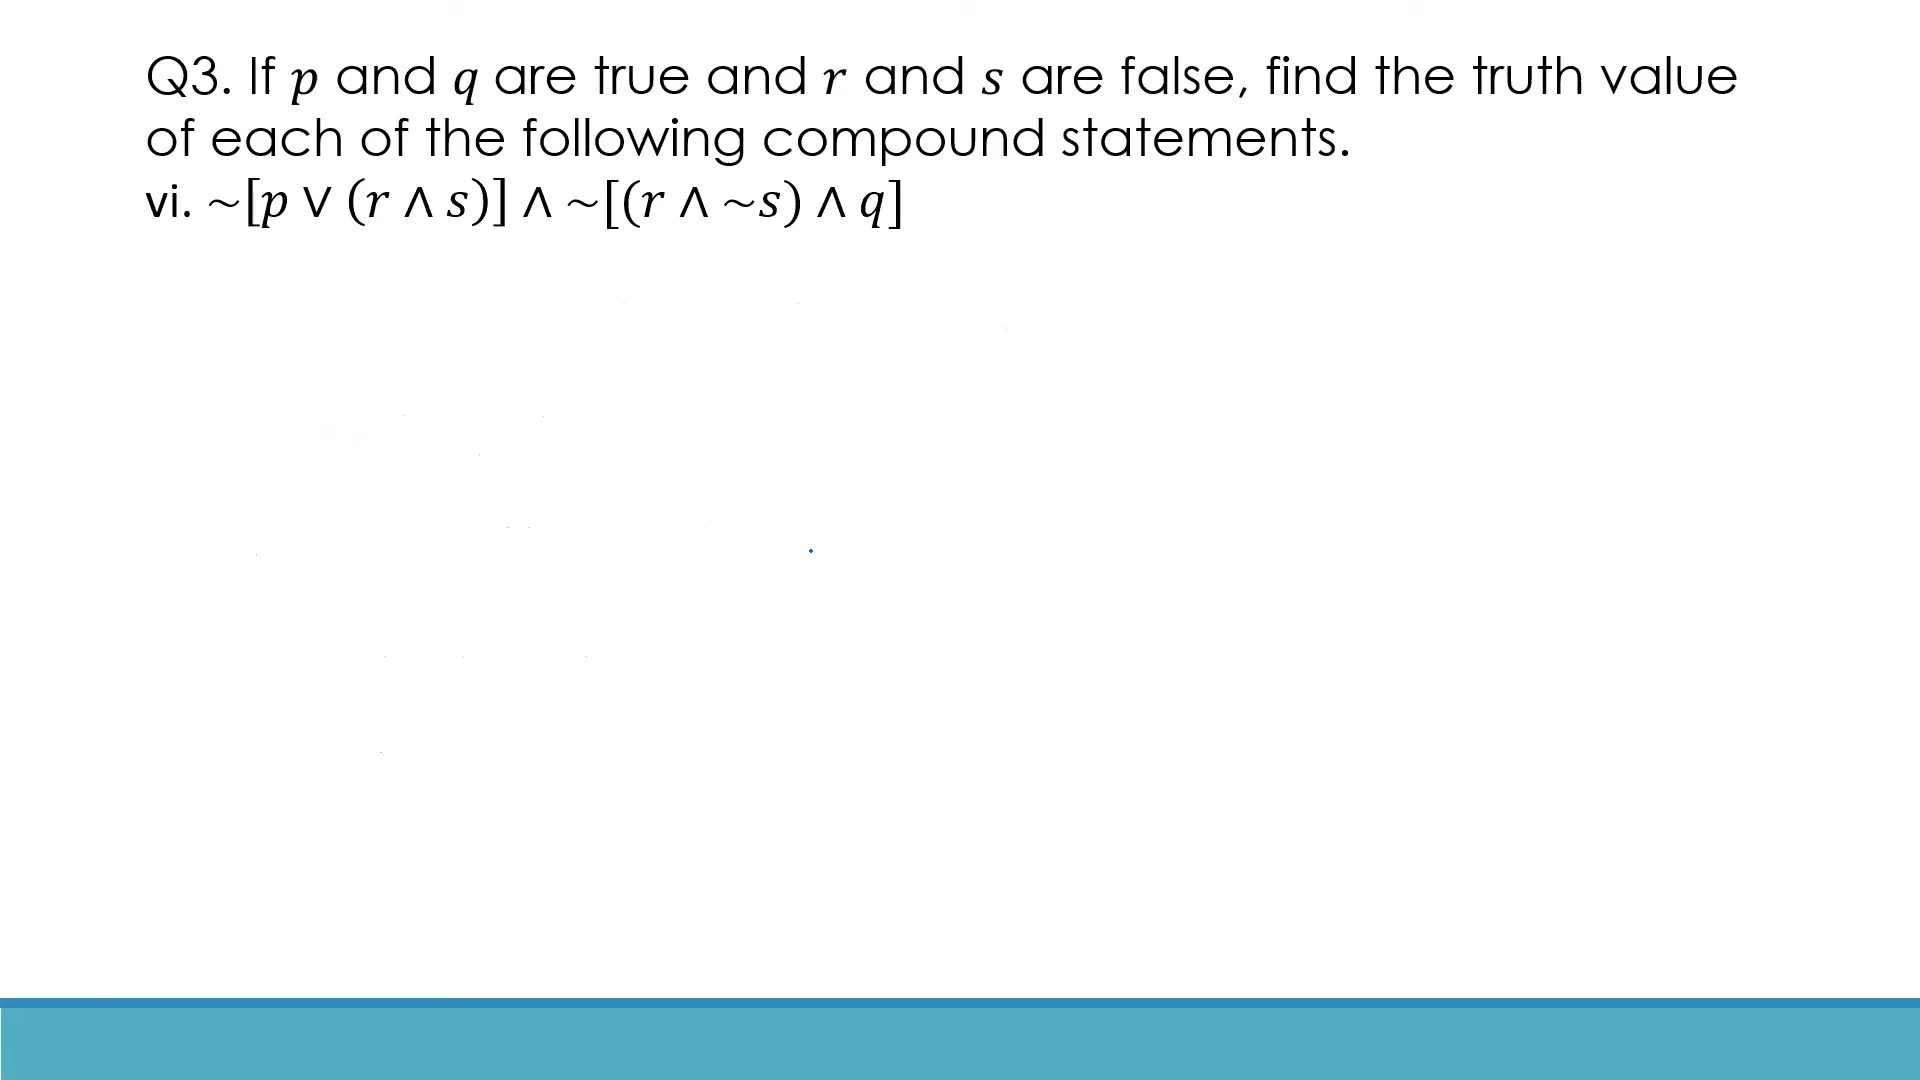 Q3. If p and q are true and r and s are false, find the truth value
of each of the following compound statements.
vi. ~[p ∨ (r ∧ s)] ∧ ~[(r ∧ ~s) ∧ q]